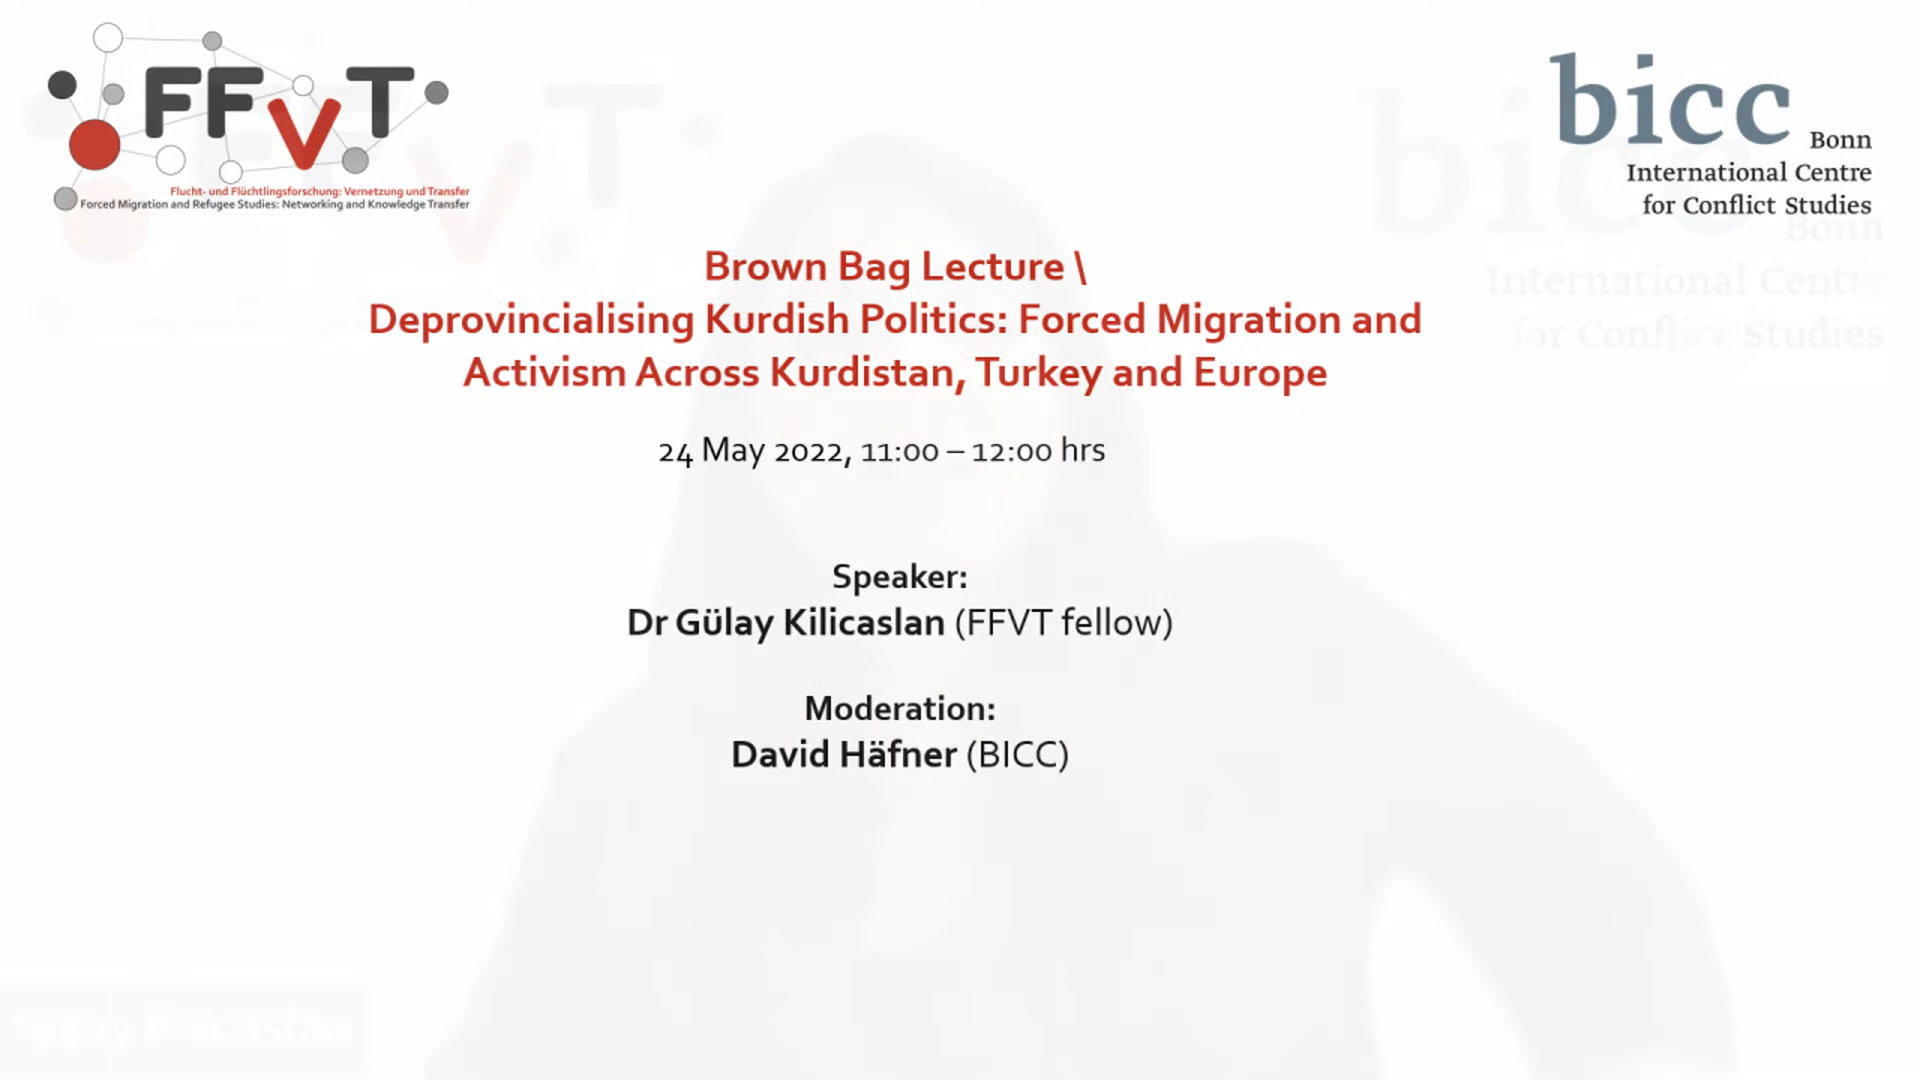 FFVT
Flucht- und Flüchtlingsforschung: Vernetzung und Transfer
Forced Migration and Refugee Studies: Networking and Knowledge Transfer
bicc Bonn
International Centre
for Conflict Studies
Brown Bag Lecture \
Deprovincialising Kurdish Politics: Forced Migration and
Activism Across Kurdistan, Turkey and Europe
24 May 2022, 11:00 – 12:00 hrs
Speaker:
Dr Gülay Kilicaslan (FFVT fellow)
Moderation:
David Häfner (BICC)